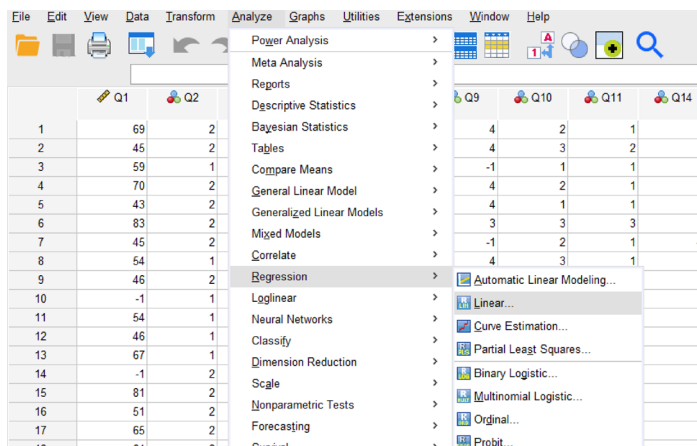 File Edit View Data Transform Analyze Graphs Utilities Extensions Window Help
Power Analysis
Meta Analysis
Reports
Descriptive Statistics
Bayesian Statistics
Tables
Compare Means
General Linear Model
Generalized Linear Models
Mixed Models
Correlate
Regression
Loglinear
Neural Networks
Classify
Dimension Reduction
Scale
Nonparametric Tests
Forecasting
Automatic Linear Modeling...
Linear...
Curve Estimation...
Partial Least Squares...
Binary Logistic...
Multinomial Logistic...
Ordinal...
Probit...
Q1 Q2 Q9 Q10 Q11 Q14
1 69 2 4 2 1
2 45 2 4 3 2
3 59 1 -1 1 1
4 70 2 4 2 1
5 43 2 4 1 1
6 83 2 3 3 3
7 45 2 -1 2 1
8 54 1 4 3 1
9 46 2
10 -1 1
11 54 1
12 46 1
13 67 1
14 -1 2
15 81 2
16 51 2
17 65 2